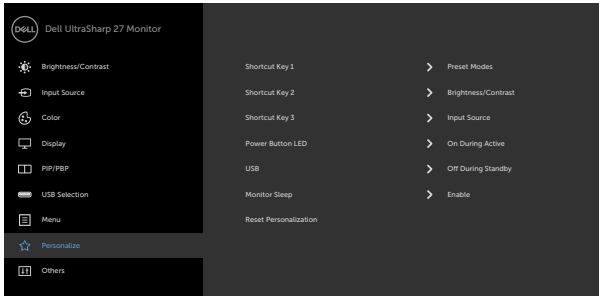 DELL Dell UltraSharp 27 Monitor
Brightness/Contrast
Input Source
Color
Display
PIP/PBP
USB Selection
Menu
Personalize
Others
Shortcut Key 1 Preset Modes
Shortcut Key 2 Brightness/Contrast
Shortcut Key 3 Input Source
Power Button LED On During Active
USB Off During Standby
Monitor Sleep Enable
Reset Personalization